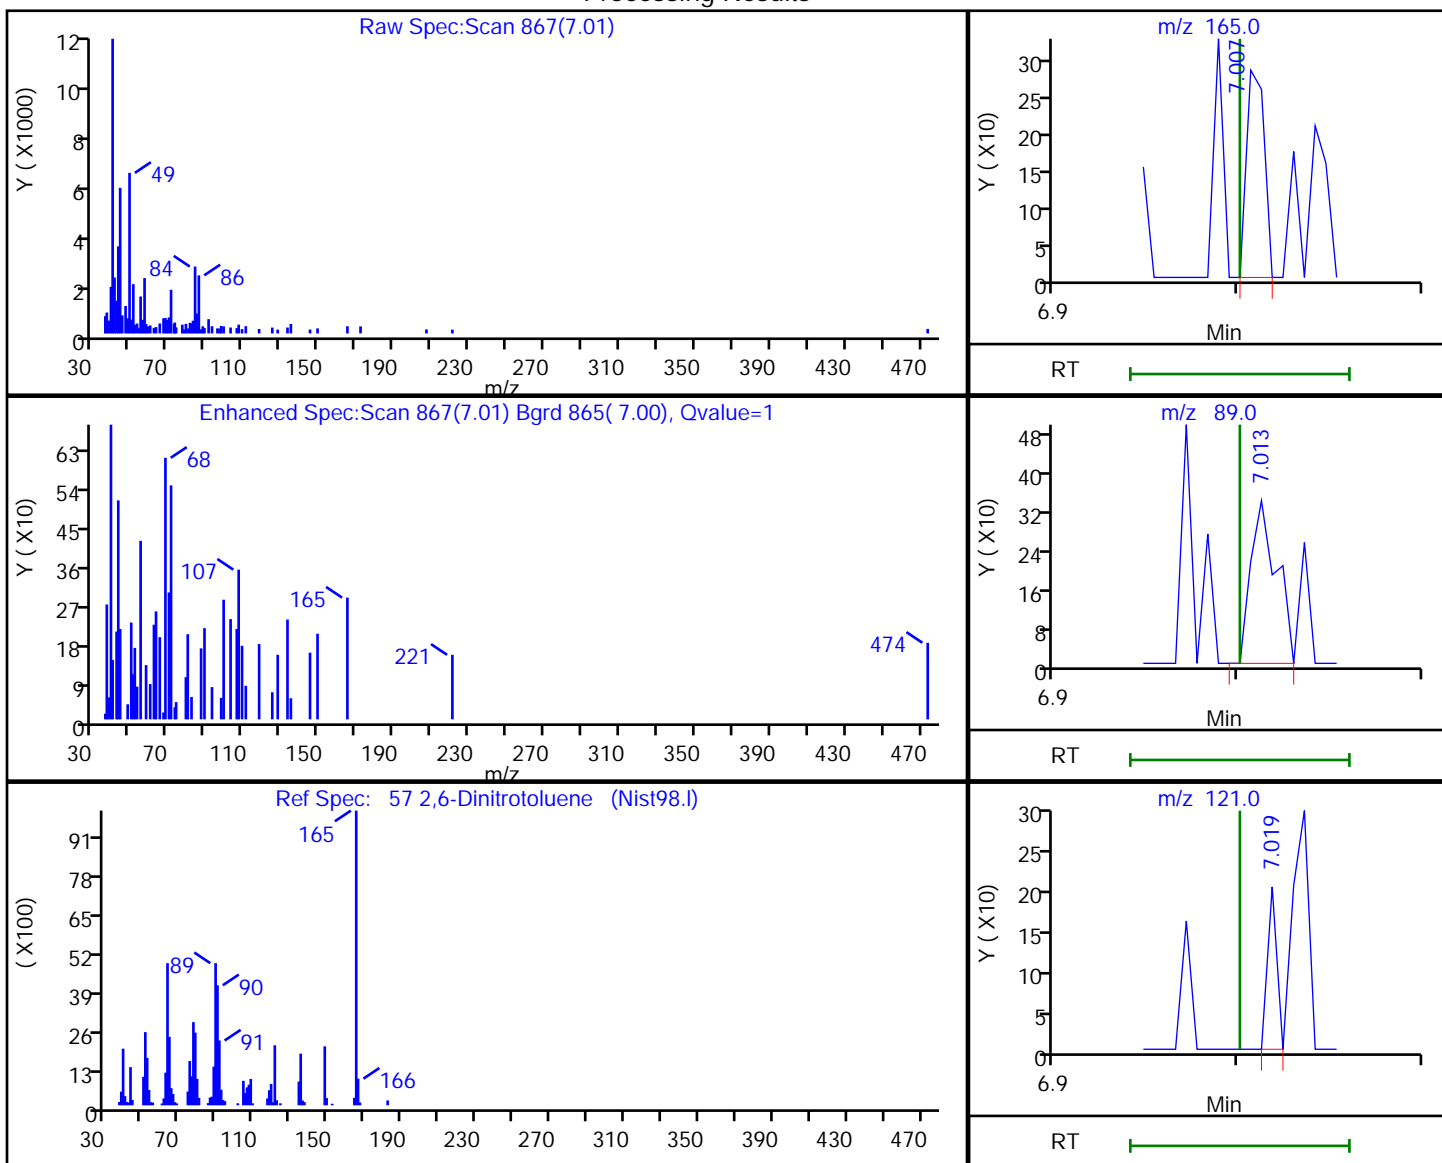 Processing Results
Raw Spec:Scan 867(7.01)
Y ( X1000)
12
10
8
6
4
2
0
49
84
86
30 70 110 150 190 230 270 310 350 390 430 470
m/z
m/z 165.0
Y ( X10)
30
25
20
15
10
5
0
7.007
6.9
Min
RT
Enhanced Spec:Scan 867(7.01) Bgrd 865( 7.00), Qvalue=1
Y ( X10)
63
54
45
36
27
18
9
0
68
107
165
221
474
30 70 110 150 190 230 270 310 350 390 430 470
m/z
m/z 89.0
Y ( X10)
48
40
32
24
16
8
0
7.013
6.9
Min
RT
Ref Spec: 57 2,6-Dinitrotoluene (Nist98.l)
( X100)
91
78
65
52
39
26
13
0
165
89
90
91
166
30 70 110 150 190 230 270 310 350 390 430 470
m/z 121.0
Y ( X10)
30
25
20
15
10
5
0
7.019
6.9
Min
RT